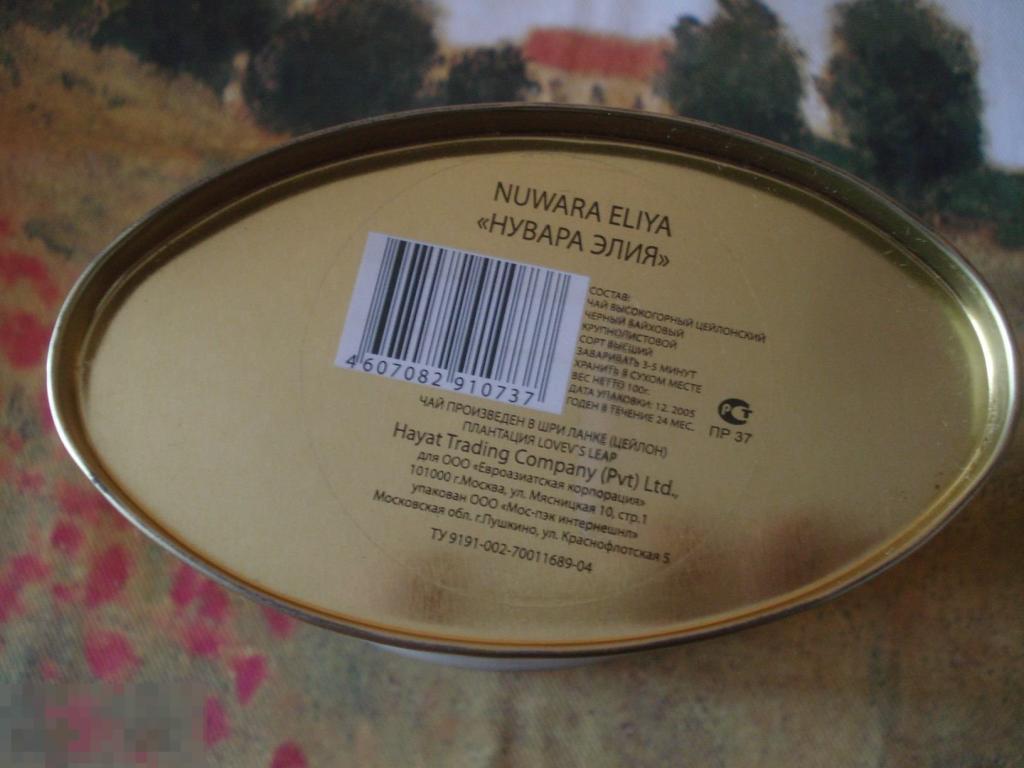 NUWARA ELIYA
«НУВАРА ЭЛИЯ»
4607082 910737
СОСТАВ:
ЧАЙ ВЫСОКОГОРНЫЙ ЦЕЙЛОНСКИЙ
ЧЕРНЫЙ БАЙХОВЫЙ
КРУПНОЛИСТОВОЙ
СОРТ ВЫСШИЙ
ЗАВАРИВАТЬ 3-5 МИНУТ
ХРАНИТЬ В СУХОМ МЕСТЕ
ВЕС НЕТТО 100г.
ДАТА УПАКОВКИ: 12. 2005
ГОДЕН В ТЕЧЕНИЕ 24 МЕС.
РСТ
ПР 37
ЧАЙ ПРОИЗВЕДЕН В ШРИ ЛАНКЕ (ЦЕЙЛОН)
ПЛАНТАЦИЯ LOVEV'S LEAP
Hayat Trading Company (Pvt) Ltd.,
для ООО «Евроазиатская корпорация»
101000 г.Москва, ул. Мясницкая 10, стр.1
упакован ООО «Мос-пэк интернешнл»
Московская обл. г.Пушкино, ул. Краснофлотская 5
ТУ 9191-002-70011689-04